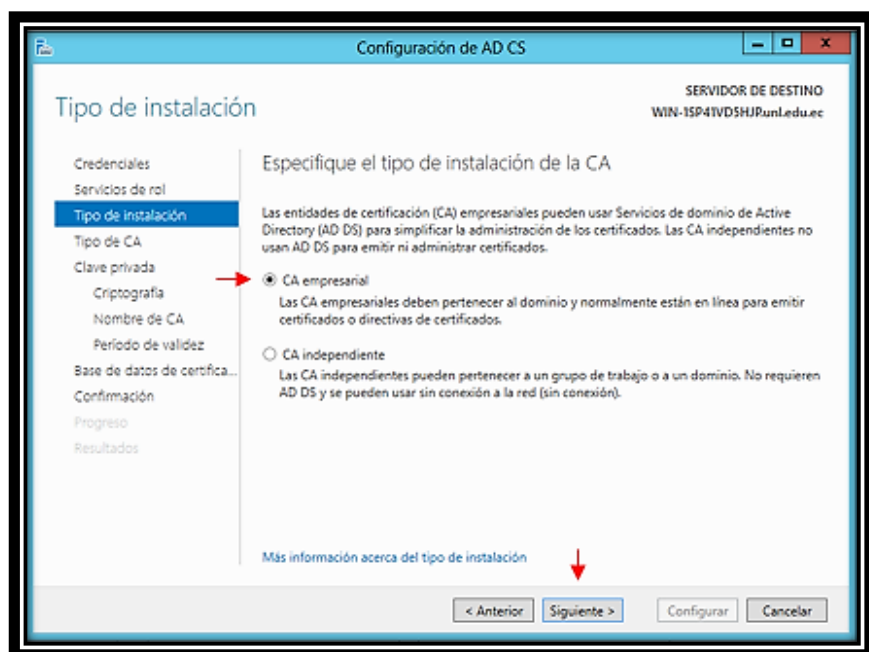 Configuración de AD CS
Tipo de instalación
SERVIDOR DE DESTINO
WIN-1SP41VD5HJP.unl.edu.ec
Credenciales
Servicios de rol
Tipo de instalación
Tipo de CA
Clave privada
Criptografía
Nombre de CA
Período de validez
Base de datos de certifica...
Confirmación
Progreso
Resultados
Especifique el tipo de instalación de la CA
Las entidades de certificación (CA) empresariales pueden usar Servicios de dominio de Active
Directory (AD DS) para simplificar la administración de los certificados. Las CA independientes no
usan AD DS para emitir ni administrar certificados.
CA empresarial
Las CA empresariales deben pertenecer al dominio y normalmente están en línea para emitir
certificados o directivas de certificados.
CA independiente
Las CA independientes pueden pertenecer a un grupo de trabajo o a un dominio. No requieren
AD DS y se pueden usar sin conexión a la red (sin conexión).
Más información acerca del tipo de instalación
< Anterior
Siguiente >
Configurar
Cancelar